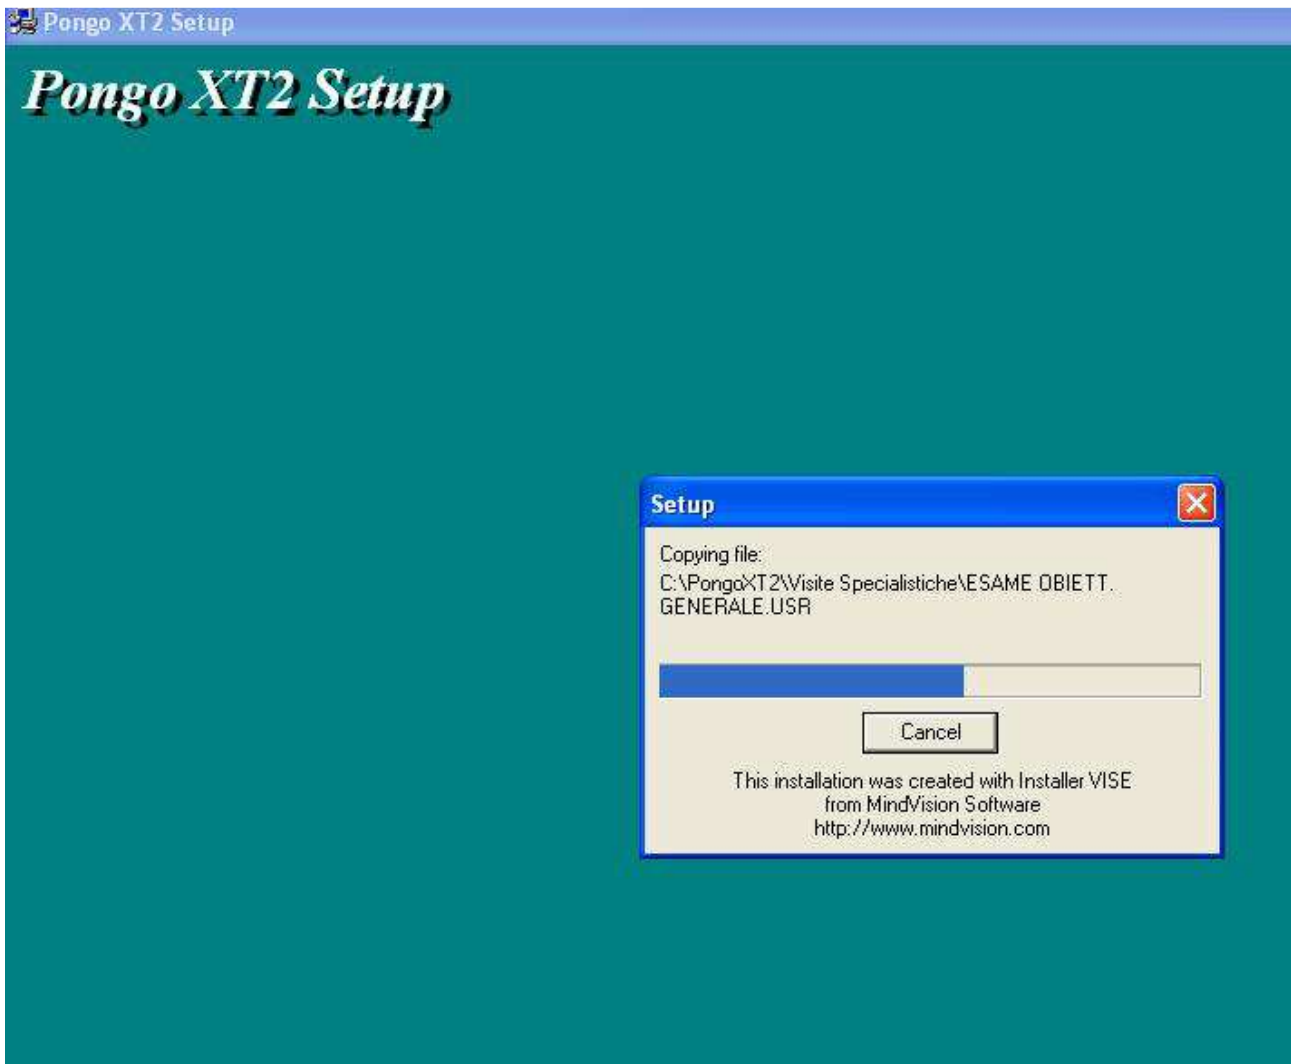 Pongo XT2 Setup
Pongo XT2 Setup
Setup
Copying file:
C:\PongoXT2\Visite Specialistiche\ESAME OBIETT.
GENERALE.USR
Cancel
This installation was created with Installer VISE
from MindVision Software
http://www.mindvision.com